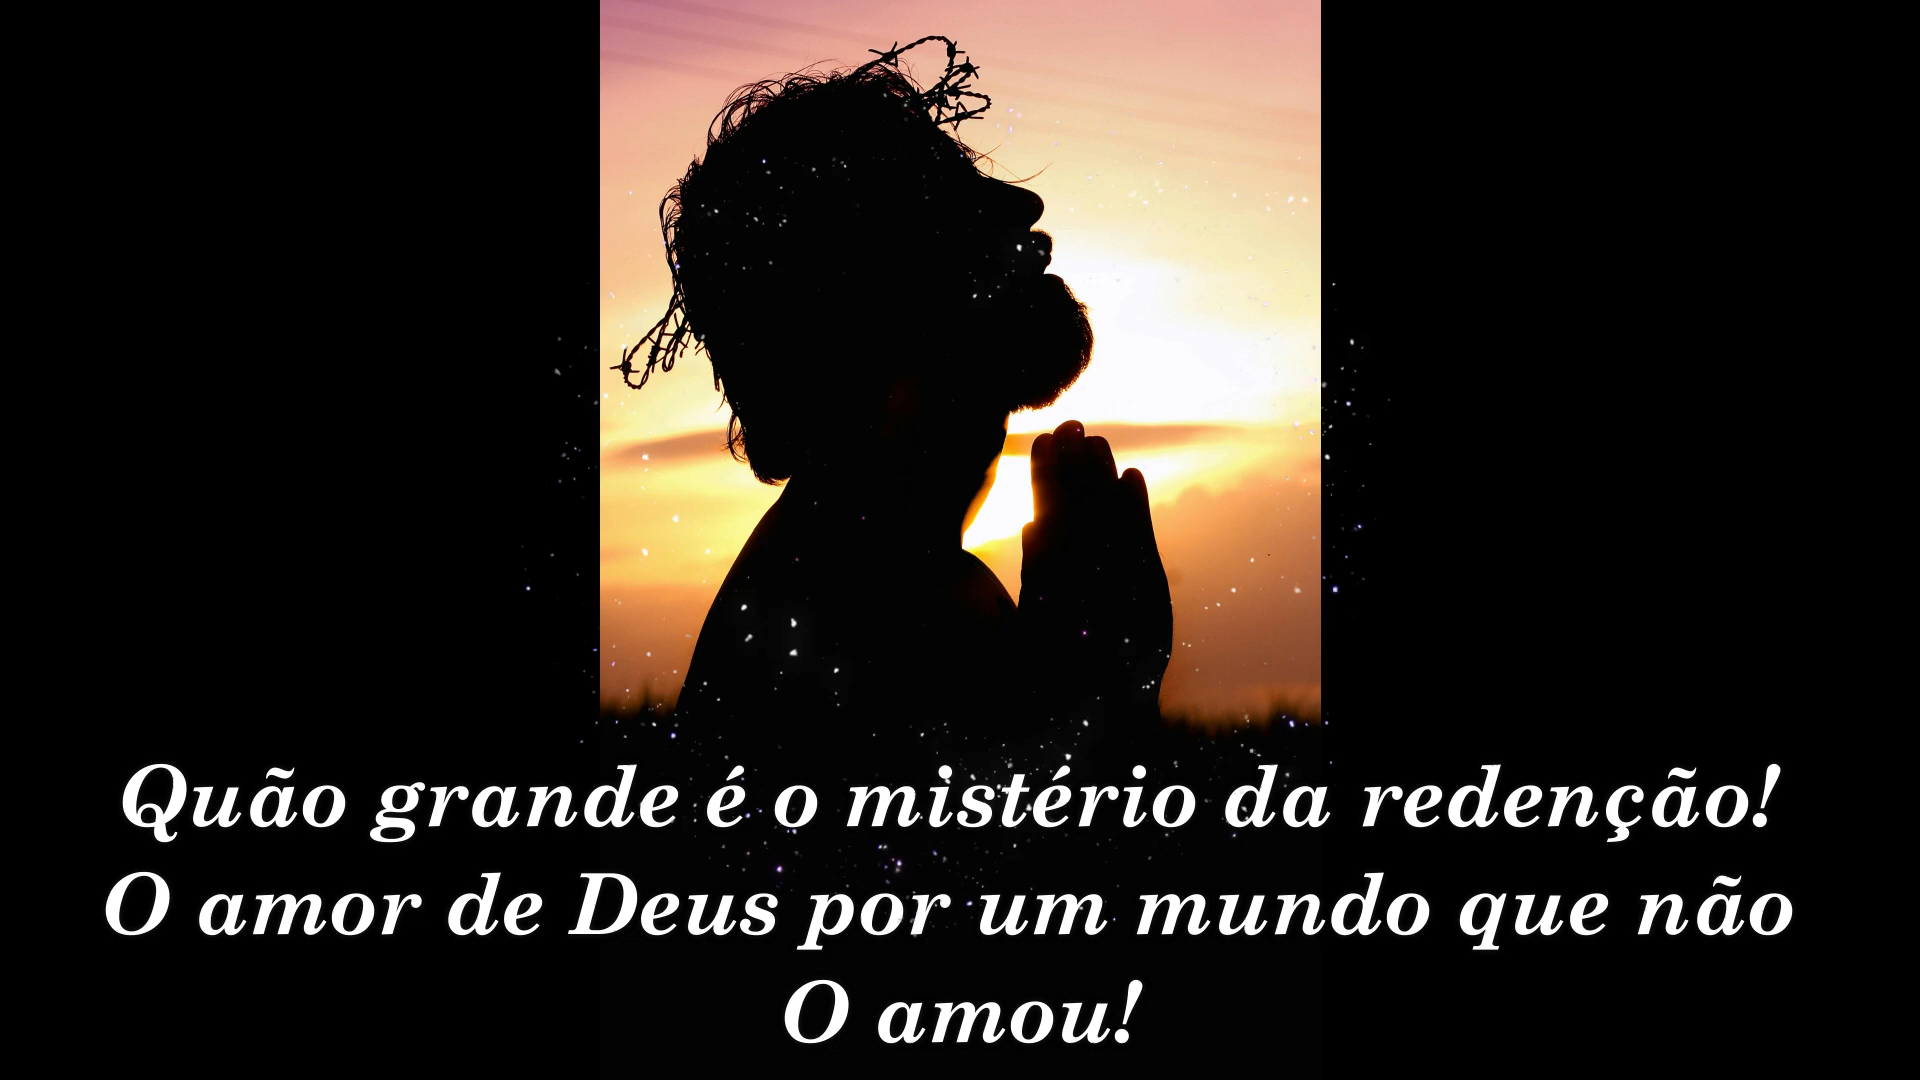 Quão grande é o mistério da redenção!
O amor de Deus por um mundo que não
O amou!